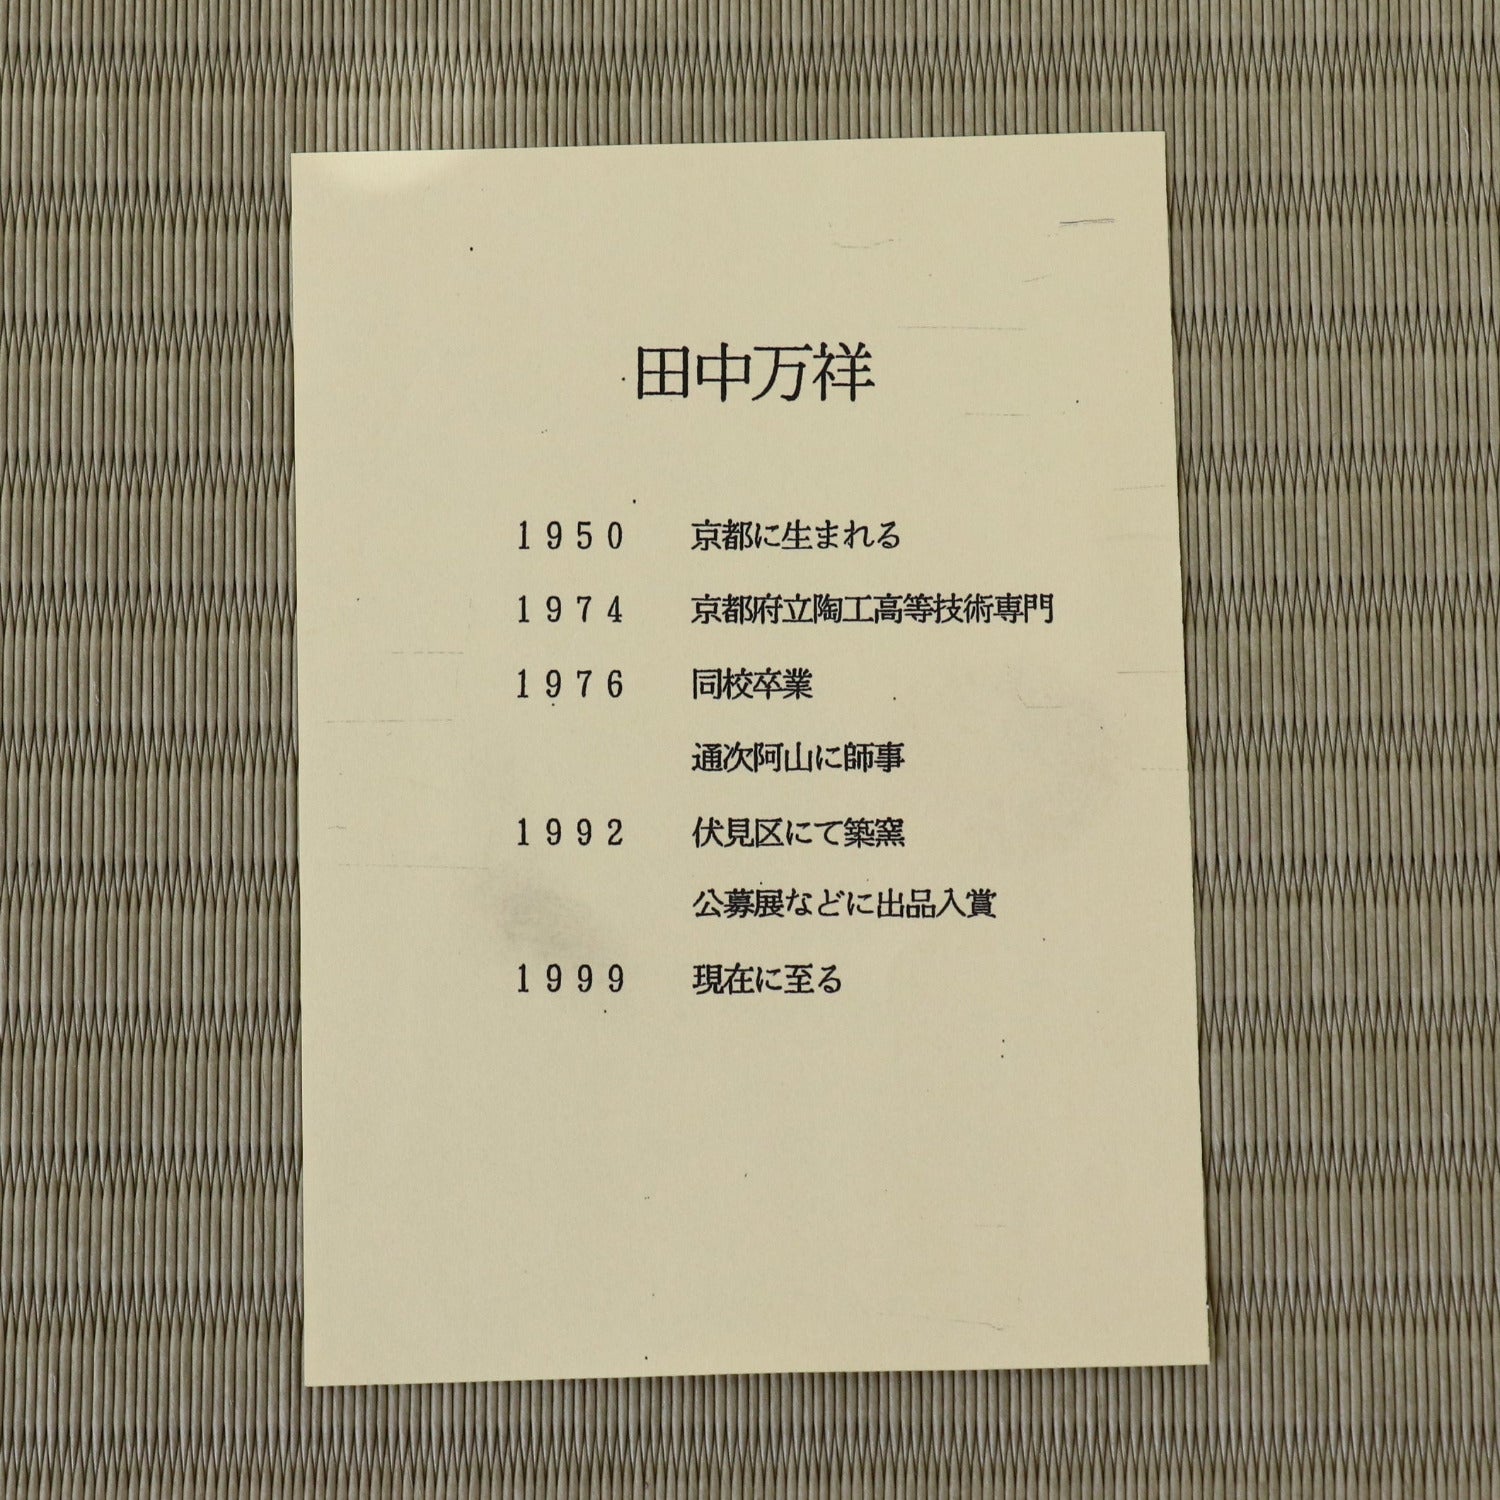 田中万祥
1950 京都に生まれる
1974 京都府立陶工高等技術専門
1976 同校卒業
通次阿山に師事
1992 伏見区にて築窯
公募展などに出品入賞
1999 現在に至る